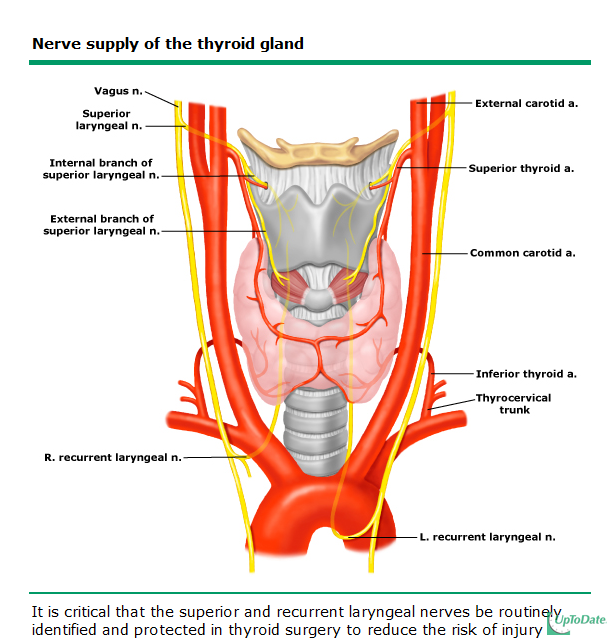 Nerve supply of the thyroid gland
Vagus n.
Superior
laryngeal n.
Internal branch of
superior laryngeal n.
External branch of
superior laryngeal n.
R. recurrent laryngeal n.
External carotid a.
Superior thyroid a.
Common carotid a.
Inferior thyroid a.
Thyrocervical
trunk
L. recurrent laryngeal n.
It is critical that the superior and recurrent laryngeal nerves be routinely
identified and protected in thyroid surgery to reduce the risk of injury
UpToDate